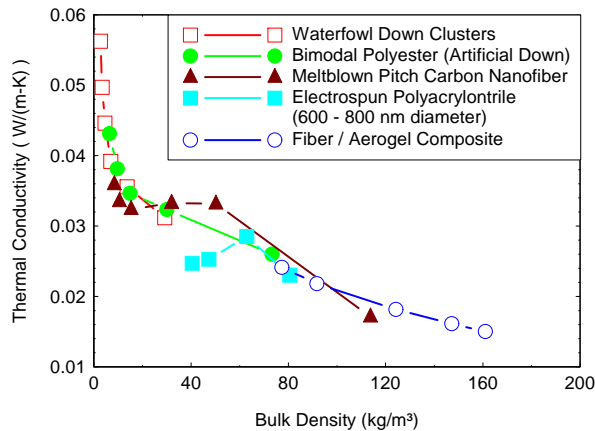 0.06
0.05
0.04
0.03
0.02
0.01
Thermal Conductivity ( W/(m-K) )
Waterfowl Down Clusters
Bimodal Polyester (Artificial Down)
Meltblown Pitch Carbon Nanofiber
Electrospun Polyacrylontrile
(600 - 800 nm diameter)
Fiber / Aerogel Composite
0 40 80 120 160 200
Bulk Density (kg/m³)